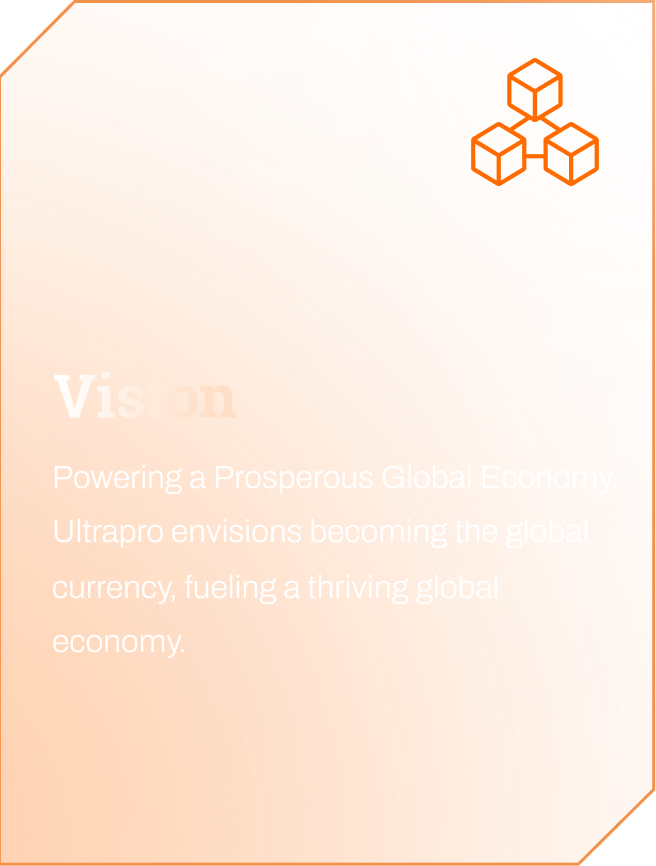 Vision
Powering a Prosperous Global Economy.
Ultrapro envisions becoming the global
currency, fueling a thriving global
economy.